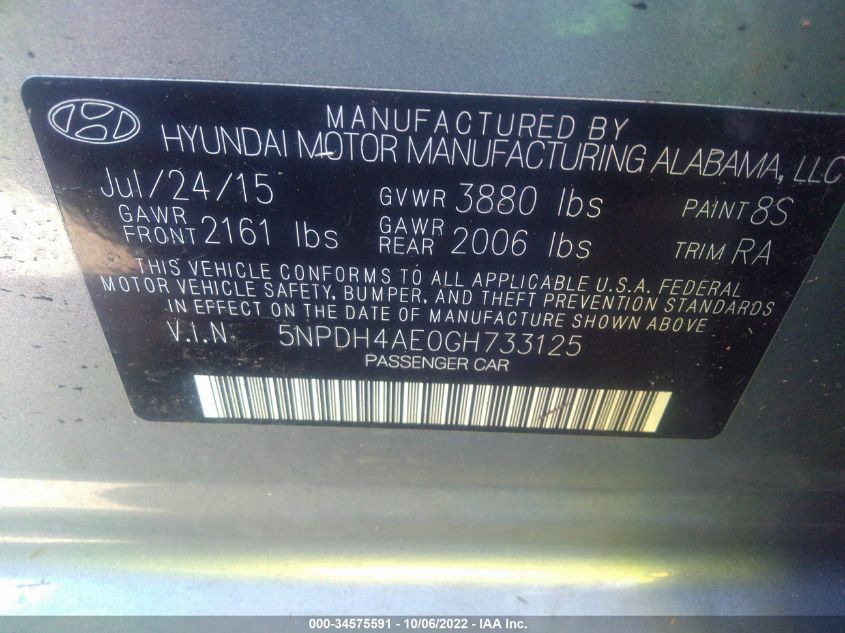 MANUFACTURED BY
HYUNDAI MOTOR MANUFACTURING ALABAMA, LLC
Jul/24/15 GVWR 3880 lbs PAINT 8S
GAWR FRONT 2161 lbs GAWR REAR 2006 lbs TRIM RA
THIS VEHICLE CONFORMS TO ALL APPLICABLE U.S.A. FEDERAL
MOTOR VEHICLE SAFETY, BUMPER, AND THEFT PREVENTION STANDARDS
IN EFFECT ON THE DATE OF MANUFACTURE SHOWN ABOVE
V.I.N 5NPDH4AE0GH733125
PASSENGER CAR
000-34575591 - 10/06/2022 - IAA Inc.